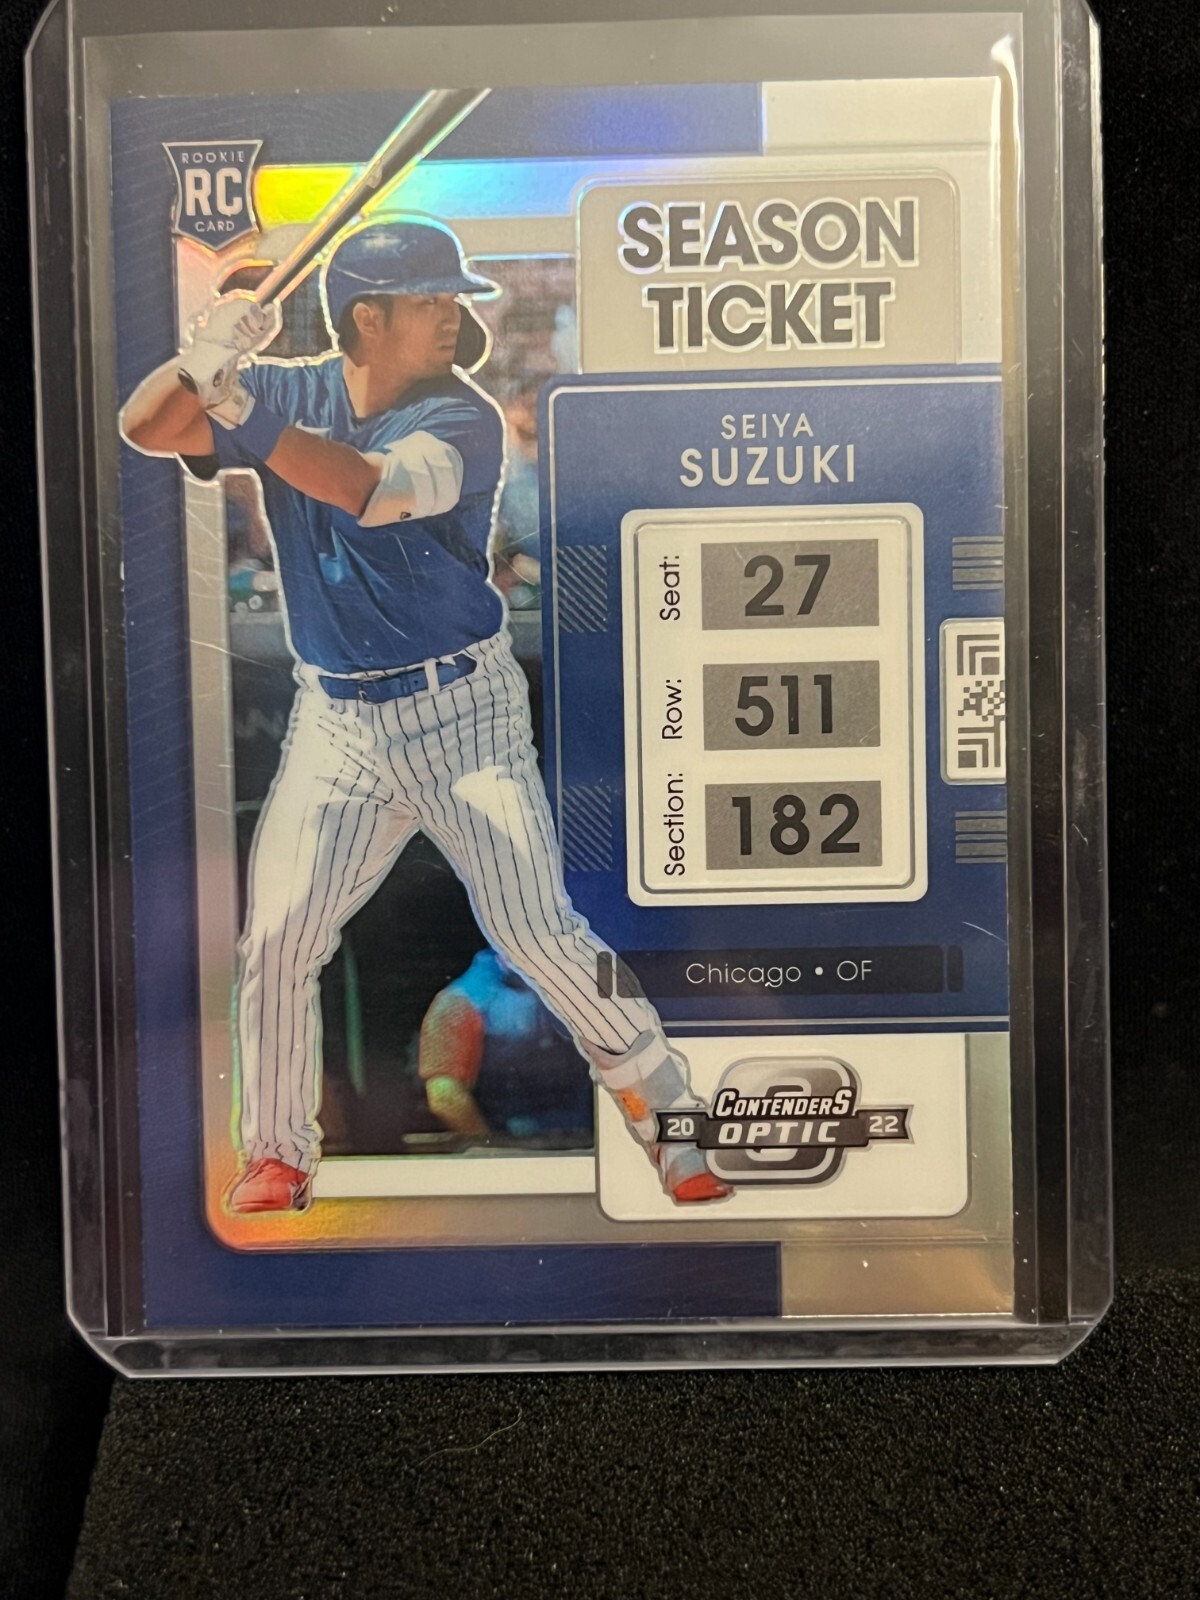 ROOKIE
RC
CARD
SEASON
TICKET
SEIYA
SUZUKI
Seat: 27
Row: 511
Section: 182
Chicago • OF
CONTENDERS
20 OPTIC 22